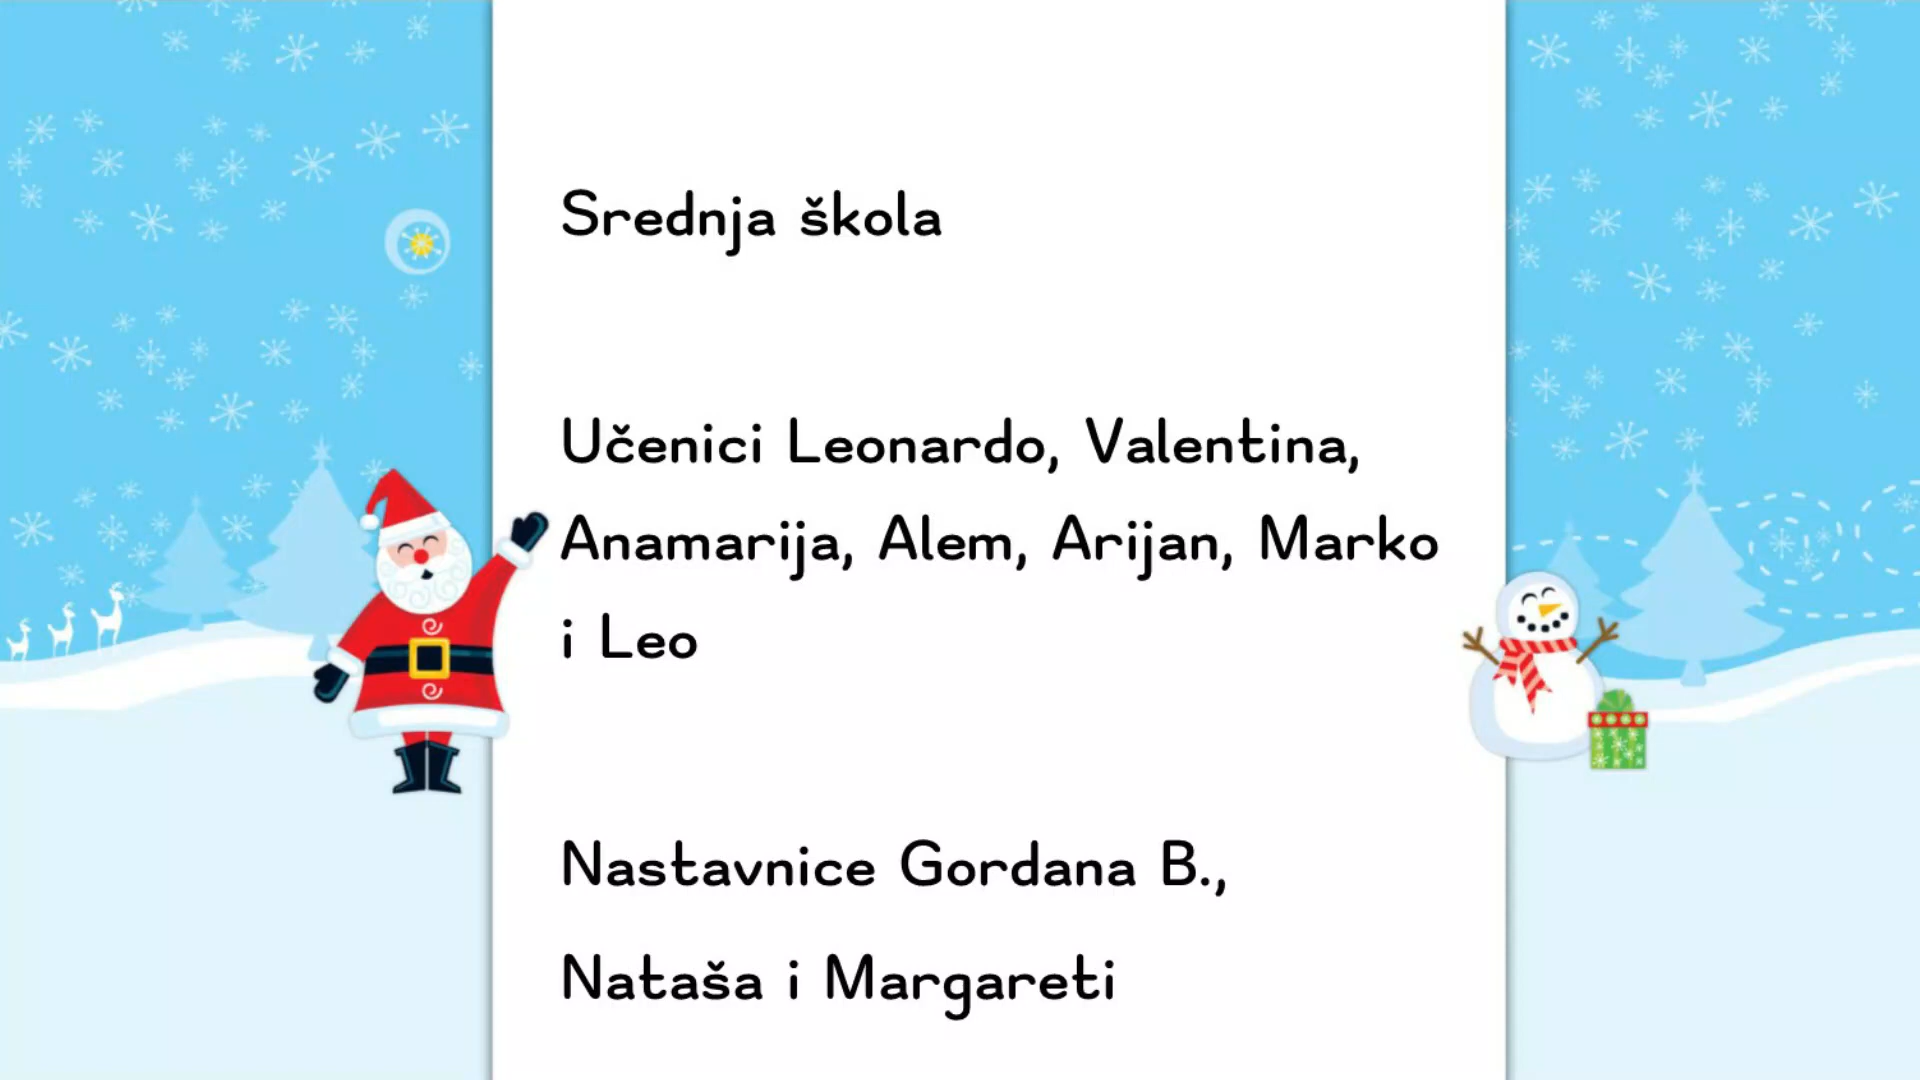 Srednja škola
Učenici Leonardo, Valentina,
Anamarija, Alem, Arijan, Marko
i Leo
Nastavnice Gordana B.,
Nataša i Margareti